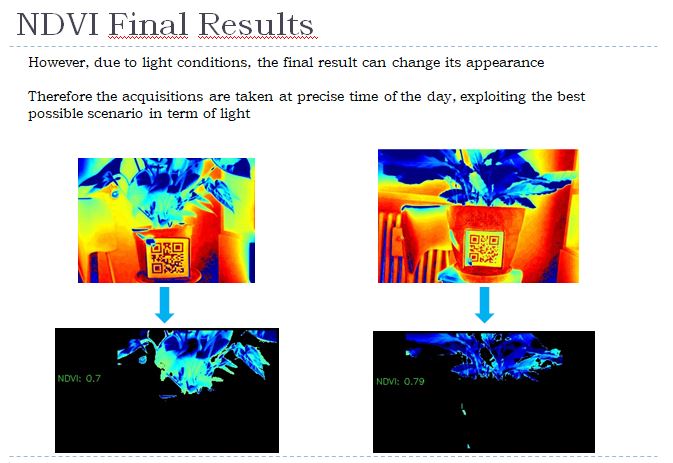 NDVI Final Results
However, due to light conditions, the final result can change its appearance
Therefore the acquisitions are taken at precise time of the day, exploiting the best
possible scenario in term of light
NDVI: 0.7
NDVI: 0.79